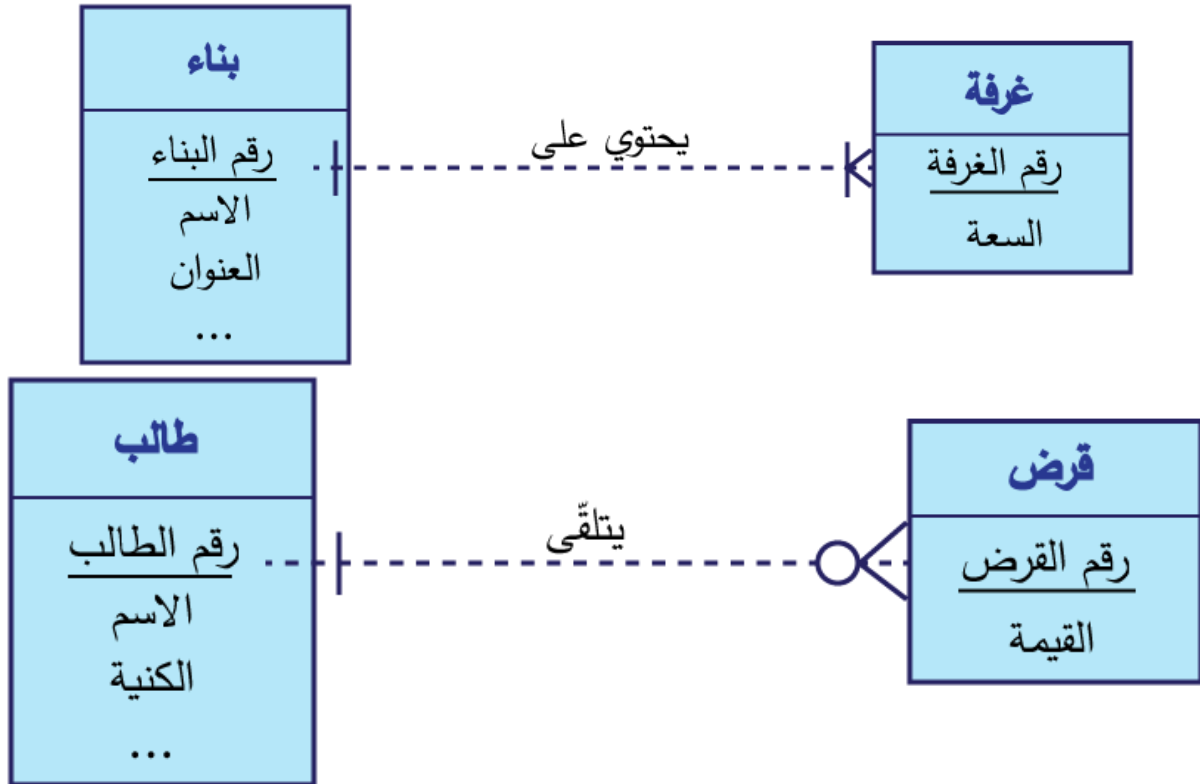 بناء
رقم البناء
الاسم
العنوان
...
يحتوي على
غرفة
رقم الغرفة
السعة
طالب
رقم الطالب
الاسم
الكنية
...
يتلقّى
قرض
رقم القرض
القيمة